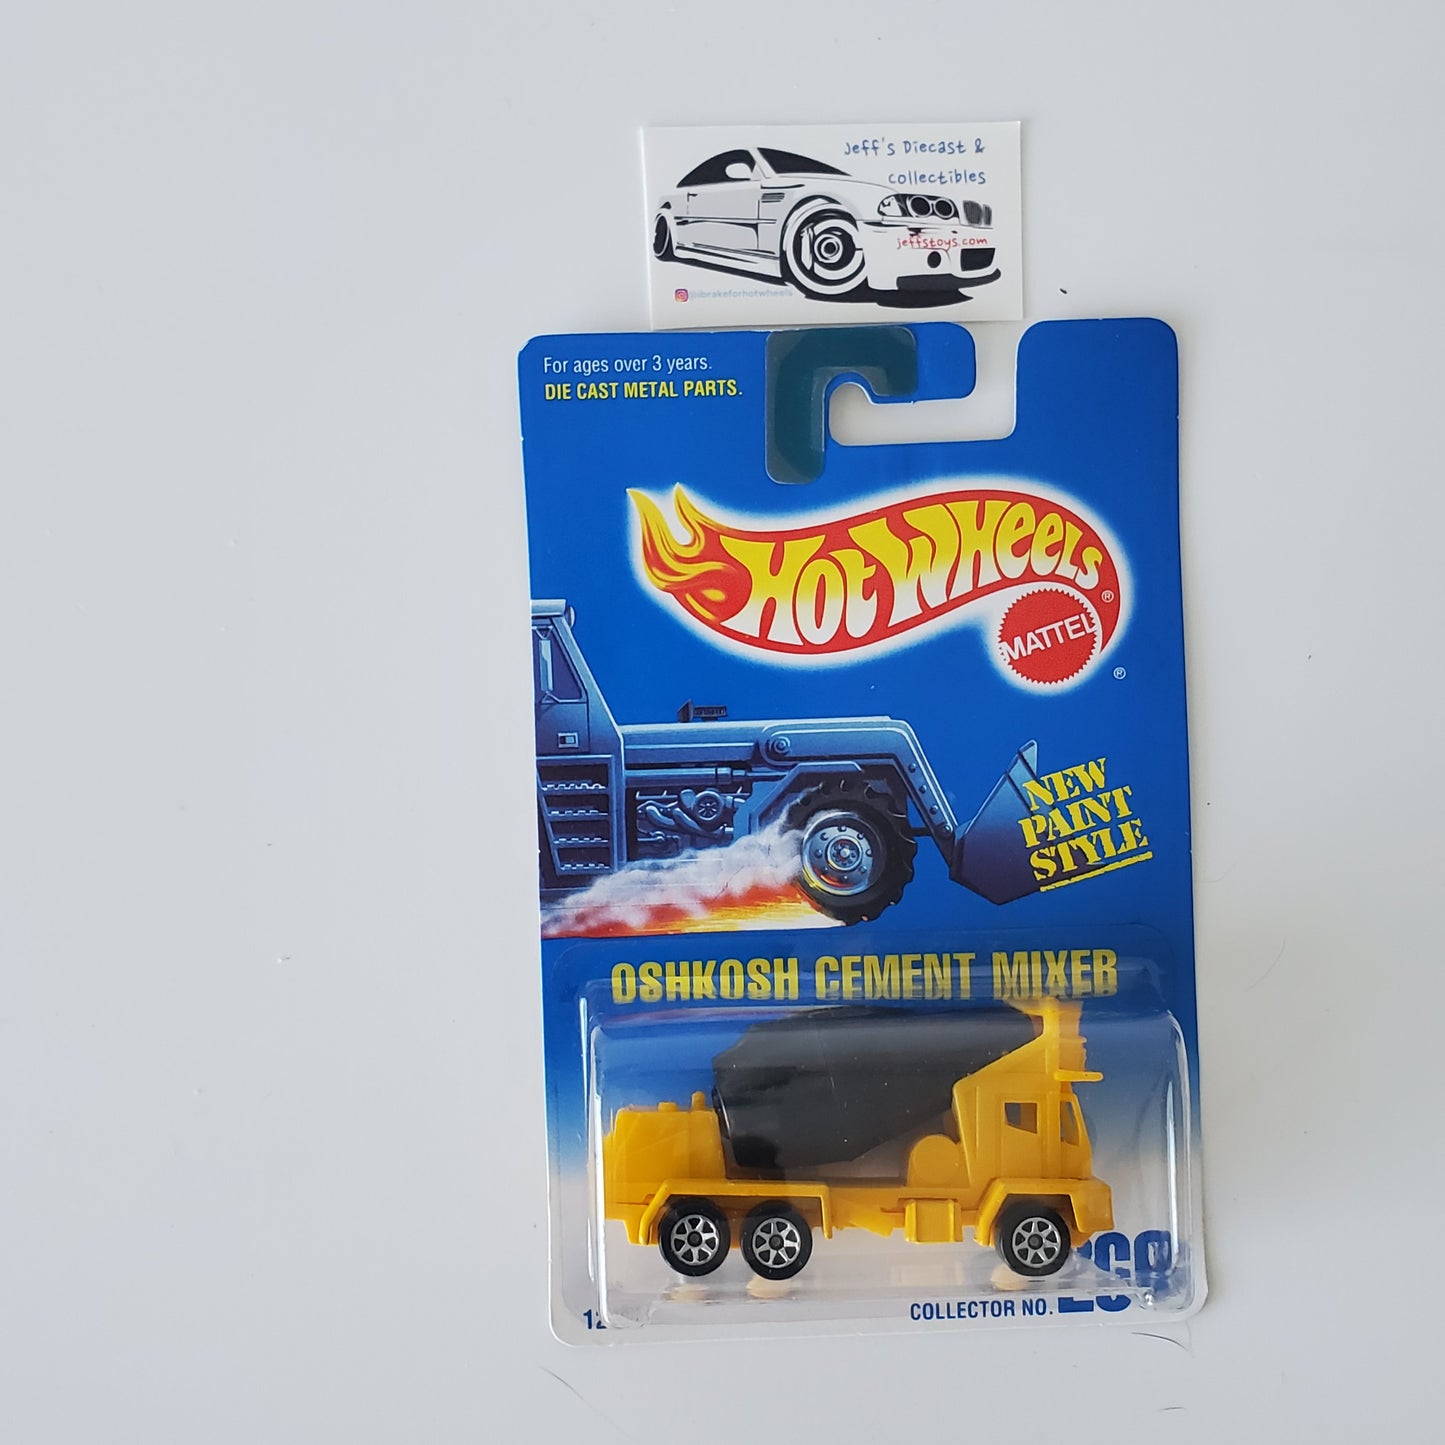 Jeff's Diecast &
collectibles
jeffstoys.com
@ibrakeforhotwheels
For ages over 3 years.
DIE CAST METAL PARTS.
HOT WHEELS®
MATTEL
®
NEW
PAINT
STYLE
OSHKOSH CEMENT MIXER
COLLECTOR NO.